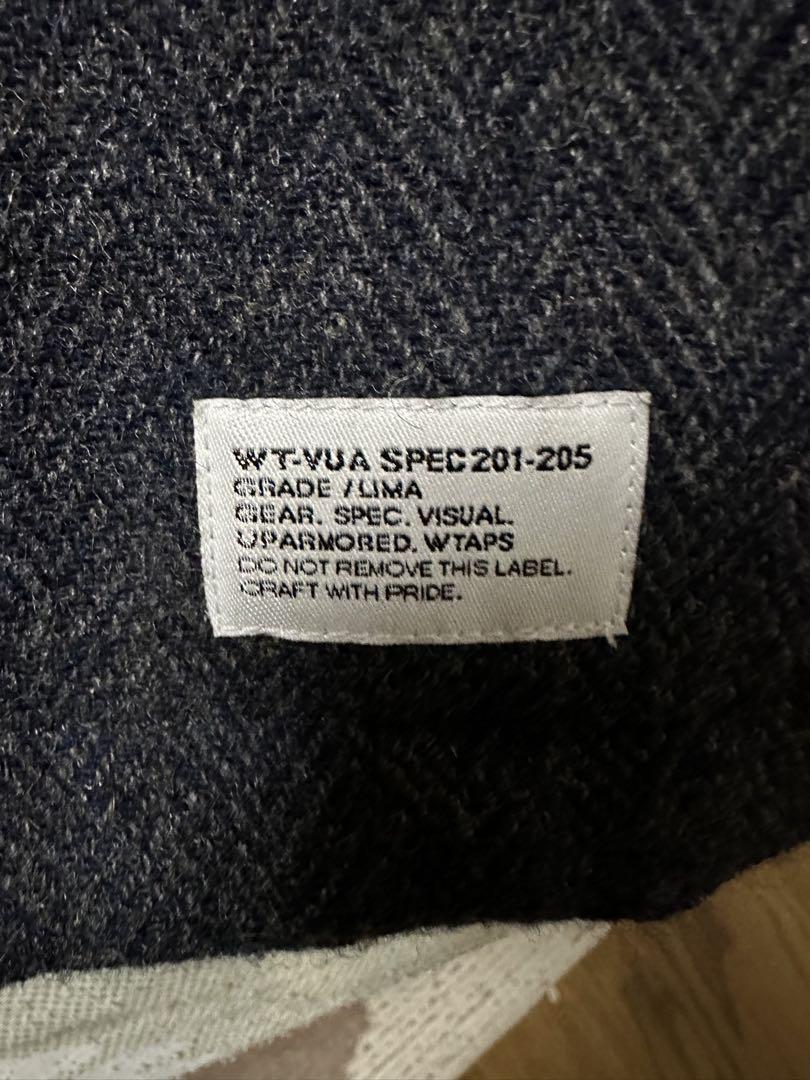 WT-VUA SPEC201-205
GRADE / LIMA
GEAR. SPEC. VISUAL.
UPARMORED. WTAPS
DO NOT REMOVE THIS LABEL.
CRAFT WITH PRIDE.